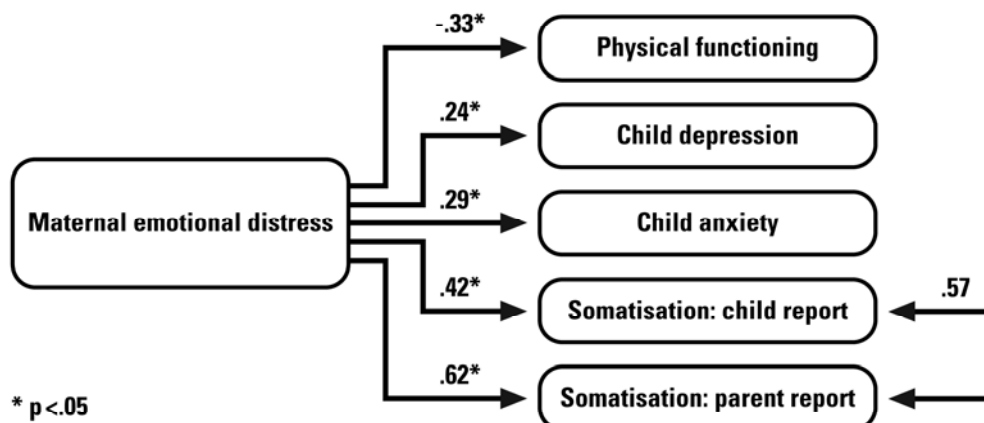 -.33*
Physical functioning
.24*
Child depression
Maternal emotional distress
.29*
Child anxiety
.42*
Somatisation: child report
.57
.62*
Somatisation: parent report
* p<.05